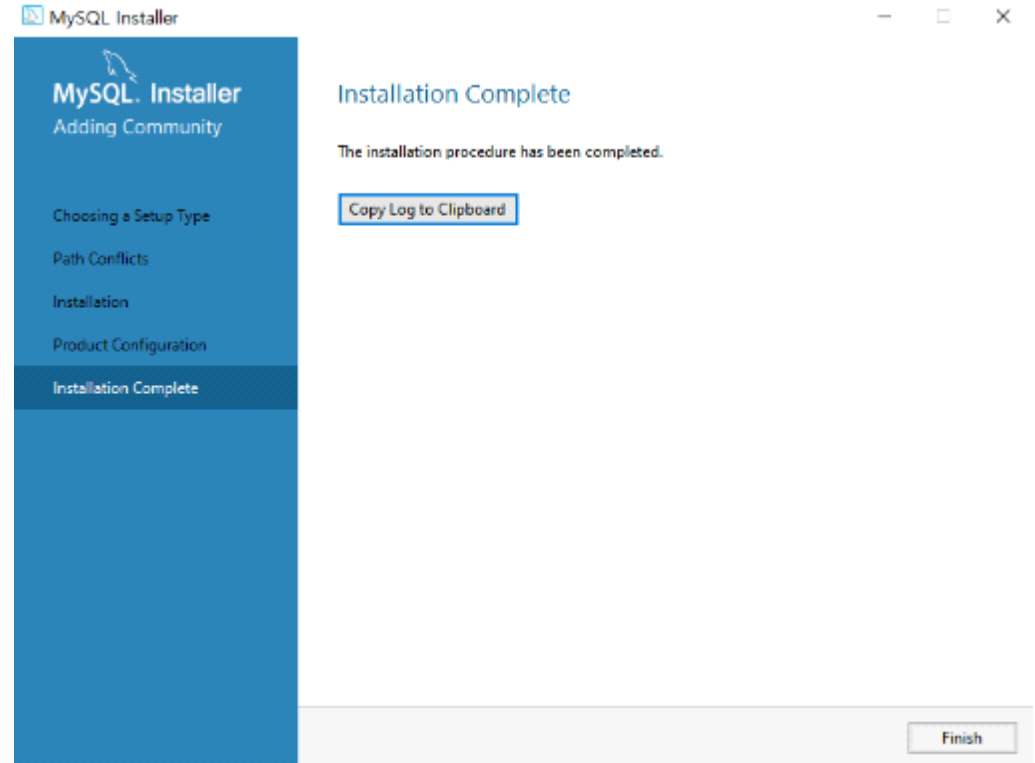 MySQL Installer
MySQL. Installer
Adding Community
Choosing a Setup Type
Path Conflicts
Installation
Product Configuration
Installation Complete
Installation Complete
The installation procedure has been completed.
Copy Log to Clipboard
Finish